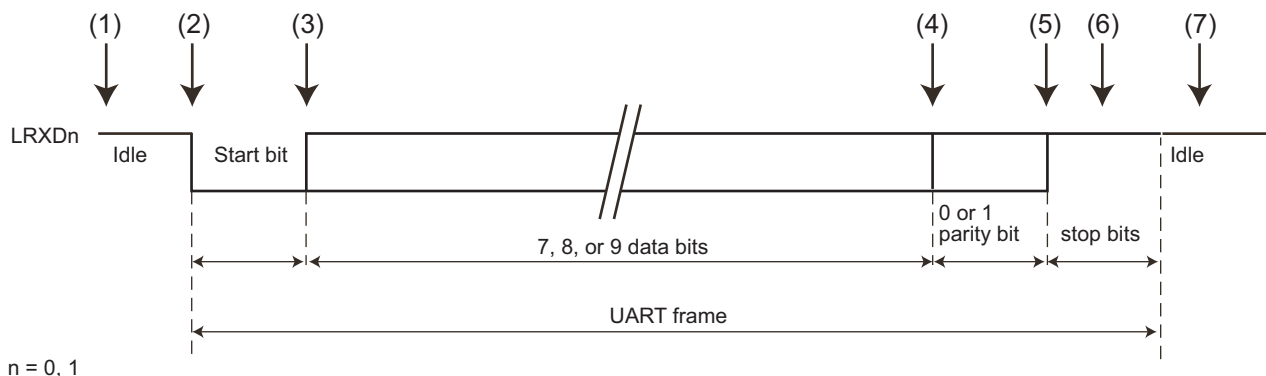 (1) (2) (3) (4) (5) (6) (7)
LRXDn
Idle Start bit Idle
0 or 1
parity bit stop bits
7, 8, or 9 data bits
UART frame
n = 0, 1